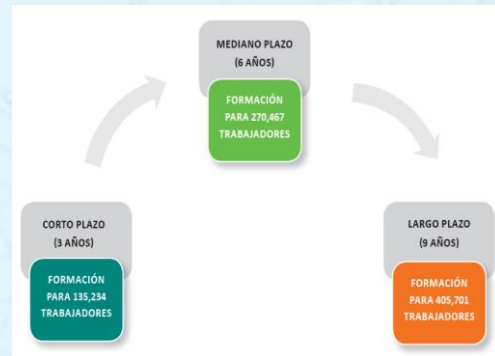 MEDIANO PLAZO
(6 AÑOS)
FORMACIÓN
PARA 270,467
TRABAJADORES
CORTO PLAZO
(3 AÑOS)
FORMACIÓN
PARA 135,234
TRABAJADORES
LARGO PLAZO
(9 AÑOS)
FORMACIÓN
PARA 405,701
TRABAJADORES